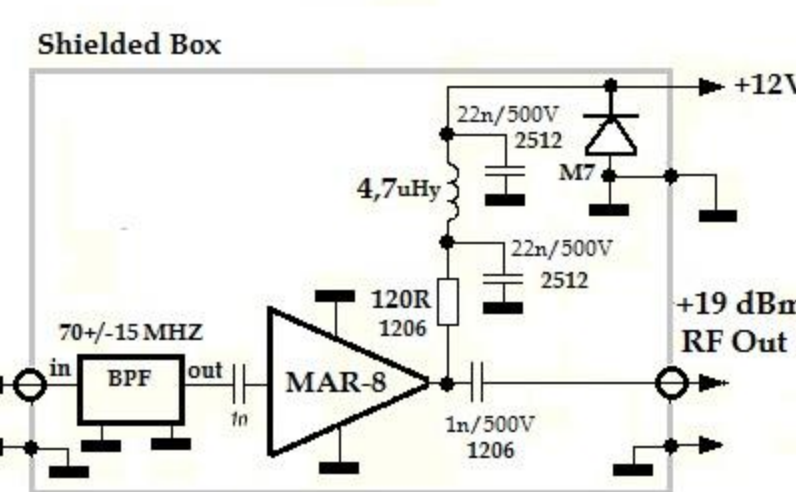 Shielded Box
+12V
22n/500V
2512
M7
4,7uHy
22n/500V
2512
120R
1206
+19 dBm
RF Out
70+/-15 MHZ
in
BPF
out
1n
MAR-8
1n/500V
1206